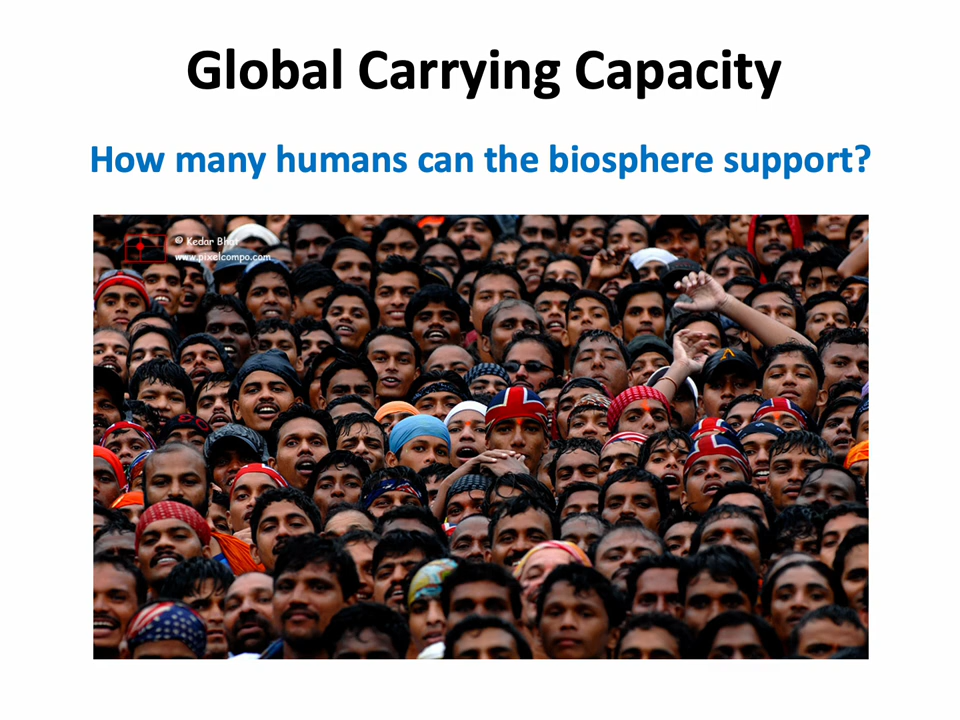 Global Carrying Capacity
How many humans can the biosphere support?
© Kedar Bhat
www.pixelcompo.com